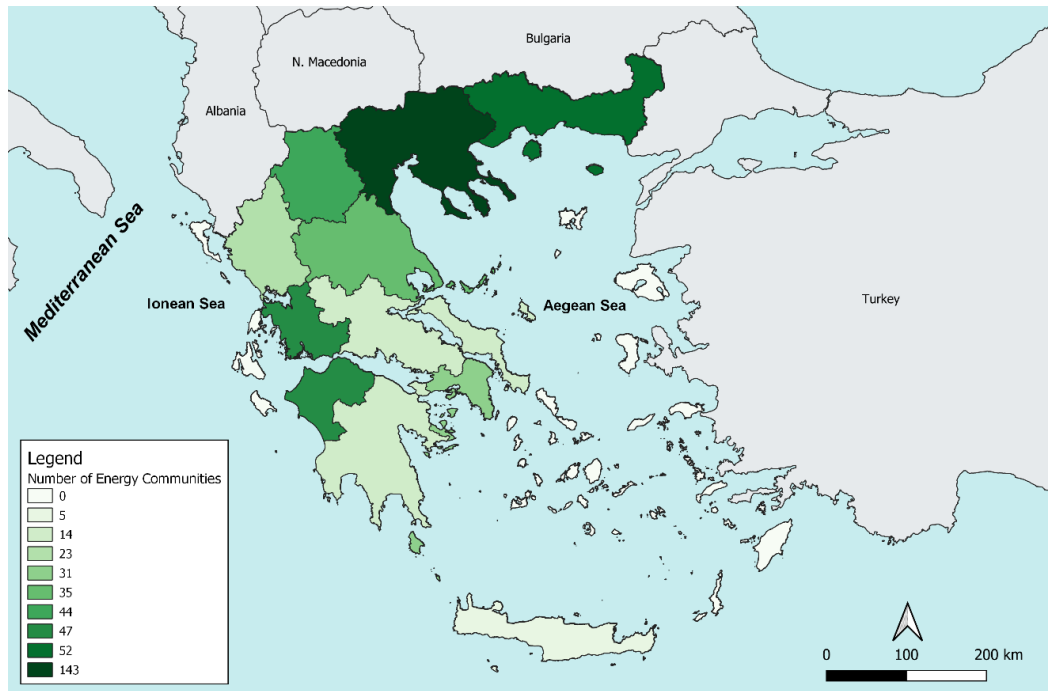 Bulgaria
N. Macedonia
Albania
Mediterranean Sea
Ionean Sea
Aegean Sea
Turkey
Legend
Number of Energy Communities
0
5
14
23
31
35
44
47
52
143
0 100 200 km